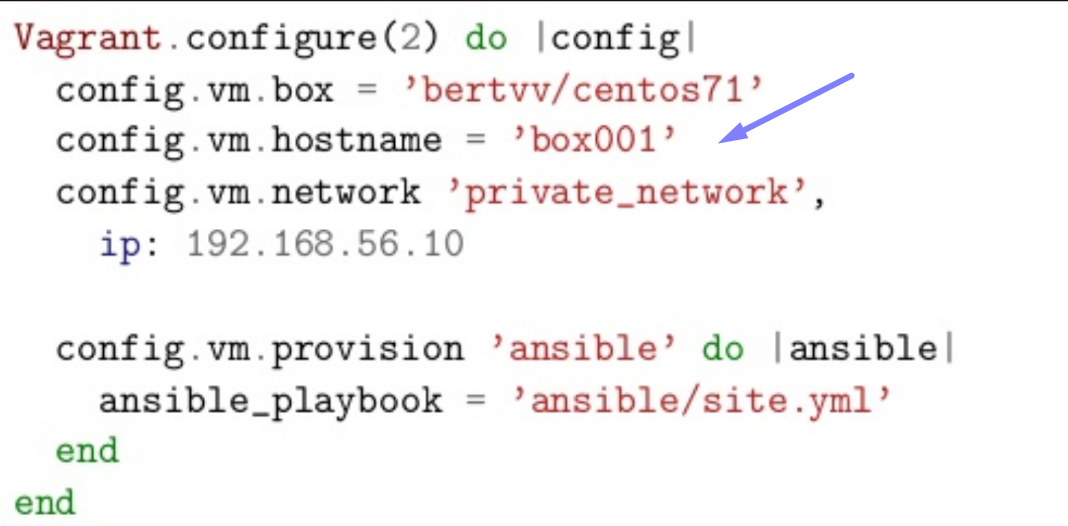 Vagrant.configure(2) do |config|
config.vm.box = ’bertvv/centos71’
config.vm.hostname = ’box001’
config.vm.network ’private_network’,
ip: 192.168.56.10
config.vm.provision ’ansible’ do |ansible|
ansible_playbook = ’ansible/site.yml’
end
end